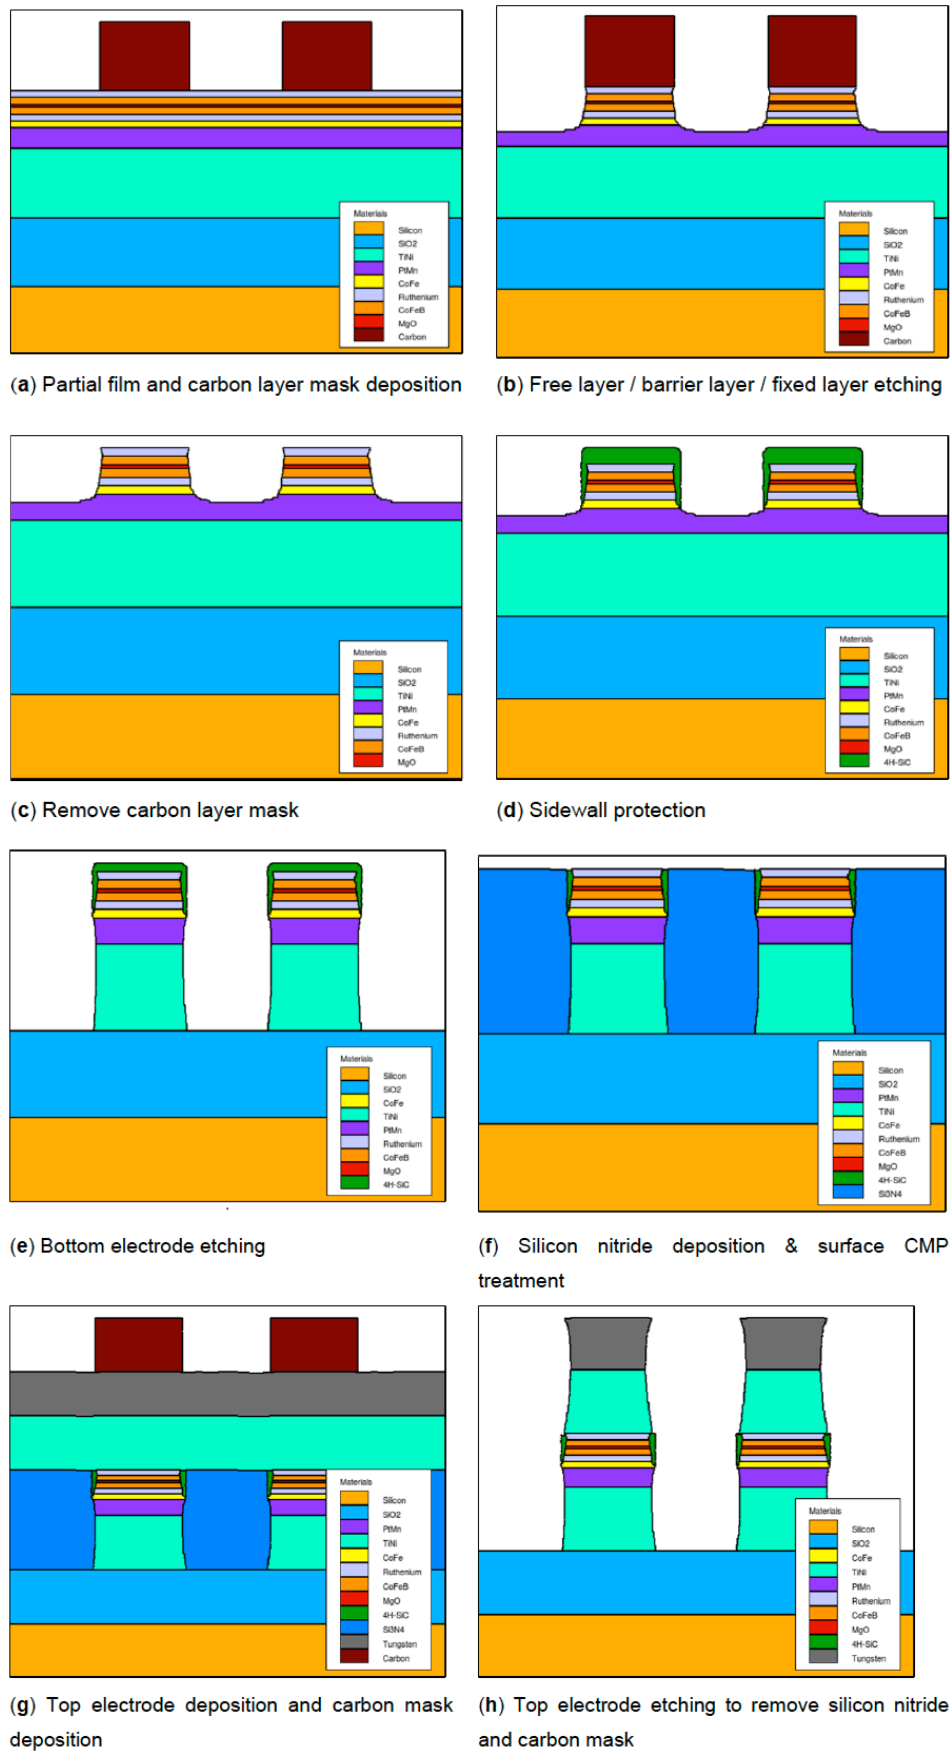 Materials
Silicon
SiO2
TiNi
PtMn
CoFe
Ruthenium
CoFeB
MgO
Carbon
(a) Partial film and carbon layer mask deposition
Materials
Silicon
SiO2
TiNi
PtMn
CoFe
Ruthenium
CoFeB
MgO
Carbon
(b) Free layer / barrier layer / fixed layer etching
Materials
Silicon
SiO2
TiNi
PtMn
CoFe
Ruthenium
CoFeB
MgO
(c) Remove carbon layer mask
Materials
Silicon
SiO2
TiNi
PtMn
CoFe
Ruthenium
CoFeB
MgO
4H-SiC
(d) Sidewall protection
Materials
Silicon
SiO2
CoFe
TiNi
PtMn
Ruthenium
CoFeB
MgO
4H-SiC
(e) Bottom electrode etching
Materials
Silicon
SiO2
PtMn
TiNi
CoFe
Ruthenium
CoFeB
MgO
4H-SiC
Si3N4
(f) Silicon nitride deposition & surface CMP
treatment
Materials
Silicon
SiO2
PtMn
TiNi
CoFe
Ruthenium
CoFeB
MgO
4H-SiC
Si3N4
Tungsten
Carbon
(g) Top electrode deposition and carbon mask
deposition
Materials
Silicon
SiO2
CoFe
TiNi
PtMn
Ruthenium
CoFeB
MgO
4H-SiC
Tungsten
(h) Top electrode etching to remove silicon nitride
and carbon mask